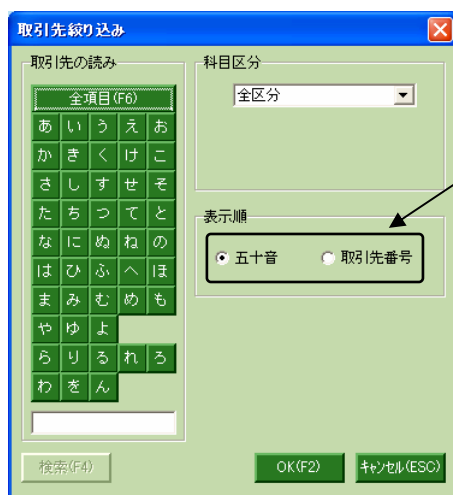 取引先絞り込み
取引先の読み
全項目(F6)
あ い う え お
か き く け こ
さ し す せ そ
た ち つ て と
な に ぬ ね の
は ひ ふ へ ほ
ま み む め も
や ゆ よ
ら り る れ ろ
わ を ん
検索(F4)
科目区分
全区分
表示順
五十音 取引先番号
OK(F2) キャンセル(ESC)